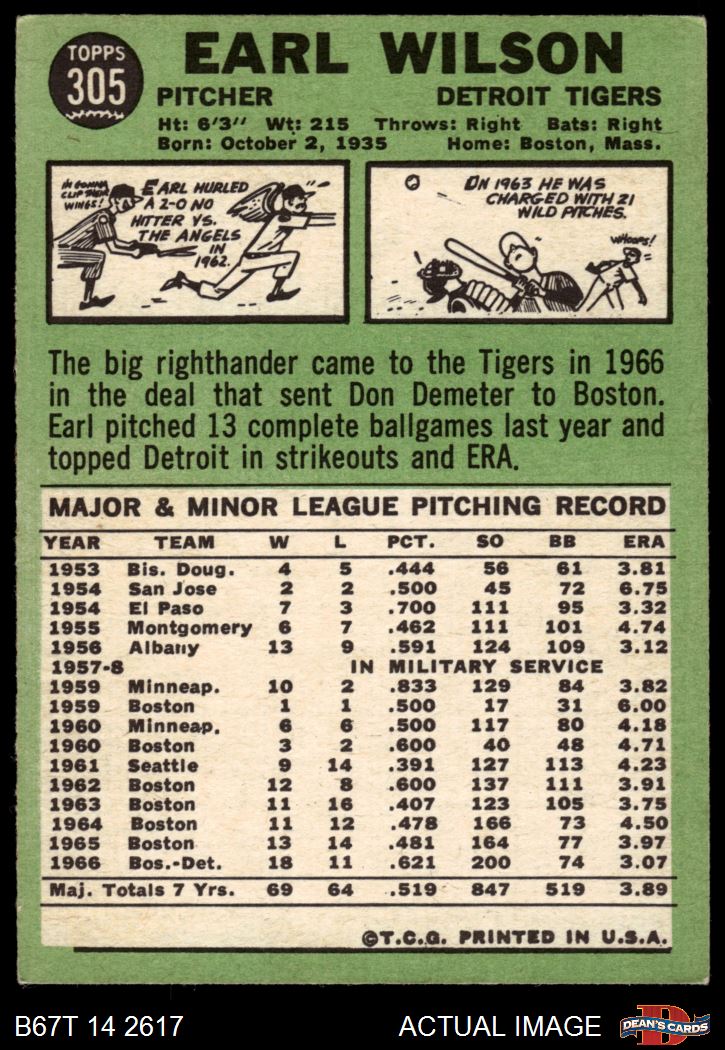 TOPPS
305
EARL WILSON
PITCHER DETROIT TIGERS
Ht: 6'3" Wt: 215 Throws: Right Bats: Right
Born: October 2, 1935 Home: Boston, Mass.
I'M GONNA
CLIP THEM
WINGS!
EARL HURLED
A 2-0 NO
HITTER VS.
THE ANGELS
IN
1962.
ON 1963 HE WAS
CHARGED WITH 21
WILD PITCHES.
WHOOPS!
The big righthander came to the Tigers in 1966
in the deal that sent Don Demeter to Boston.
Earl pitched 13 complete ballgames last year and
topped Detroit in strikeouts and ERA.
MAJOR & MINOR LEAGUE PITCHING RECORD
YEAR TEAM W L PCT. SO BB ERA
1953 Bis. Doug. 4 5 .444 56 61 3.81
1954 San Jose 2 2 .500 45 72 6.75
1954 El Paso 7 3 .700 111 95 3.32
1955 Montgomery 6 7 .462 111 101 4.74
1956 Albany 13 9 .591 124 109 3.12
1957-8 IN MILITARY SERVICE
1959 Minneap. 10 2 .833 129 84 3.82
1959 Boston 1 1 .500 17 31 6.00
1960 Minneap. 6 6 .500 117 80 4.18
1960 Boston 3 2 .600 40 48 4.71
1961 Seattle 9 14 .391 127 113 4.23
1962 Boston 12 8 .600 137 111 3.91
1963 Boston 11 16 .407 123 105 3.75
1964 Boston 11 12 .478 166 73 4.50
1965 Boston 13 14 .481 164 77 3.97
1966 Bos.-Det. 18 11 .621 200 74 3.07
Maj. Totals 7 Yrs. 69 64 .519 847 519 3.89
©T.C.G. PRINTED IN U.S.A.
B67T 14 2617 ACTUAL IMAGE
D
DEAN'S CARDS